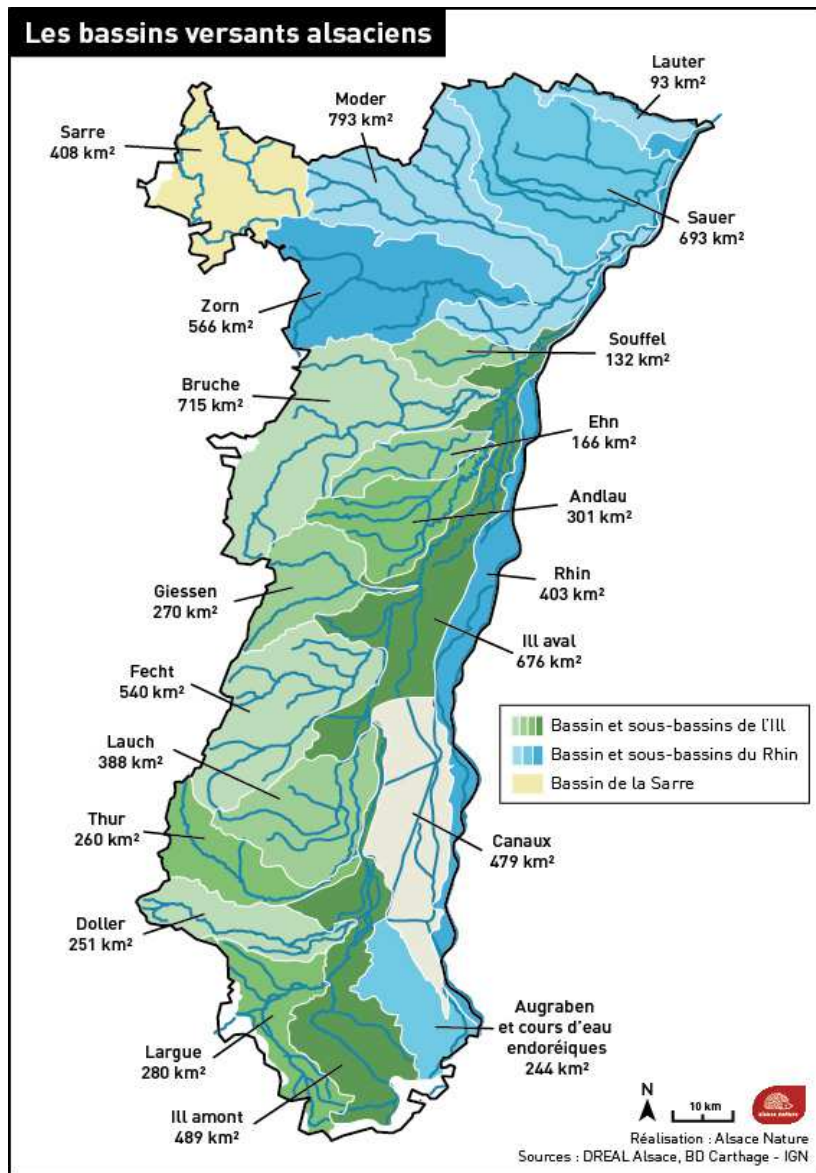 Les bassins versants alsaciens
Lauter
93 km²
Moder
793 km²
Sarre
408 km²
Sauer
693 km²
Zorn
566 km²
Souffel
132 km²
Bruche
715 km²
Ehn
166 km²
Andlau
301 km²
Giessen
270 km²
Rhin
403 km²
Ill aval
676 km²
Fecht
540 km²
Bassin et sous-bassins de l'Ill
Bassin et sous-bassins du Rhin
Bassin de la Sarre
Lauch
388 km²
Thur
260 km²
Canaux
479 km²
Doller
251 km²
Augraben
et cours d'eau
endoréiques
244 km²
Largue
280 km²
Ill amont
489 km²
N
10 km
alsace nature
Réalisation : Alsace Nature
Sources : DREAL Alsace, BD Carthage - IGN